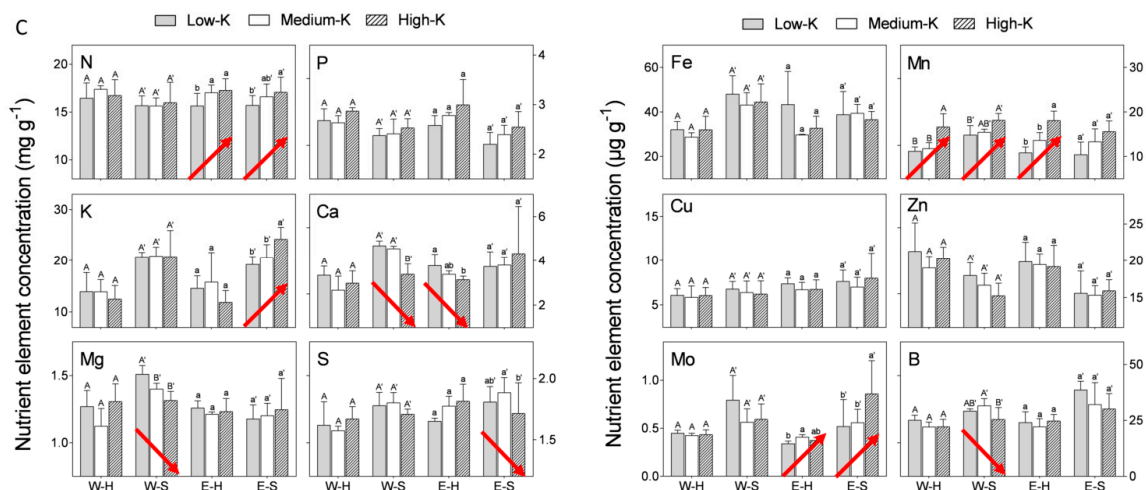 C
Low-K Medium-K High-K
Nutrient element concentration (mg g⁻¹)
N
20
15
10
A A A A' A' A' b a a b' ab' a'
P
4
3
2
A A A A' A' A' a a a a' a' a'
K
30
20
10
A A A A' A' A' a a a b' b' a'
Ca
6
4
2
A A A A' A' B' a ab b a' a' a'
Mg
1.5
1.0
A A A A' B' B' a a a a' a' a'
W-H W-S E-H E-S
S
2.0
1.5
A A A A' A' A' a a a ab' a' b'
W-H W-S E-H E-S
Low-K Medium-K High-K
Nutrient element concentration (µg g⁻¹)
Fe
60
40
20
A A A A' A' A' a a a a' a' a'
Mn
30
20
10
B B A B' AB' A' b b a a' a' a'
Cu
15
10
5
A A A A' A' A' a a a a' a' a'
Zn
25
20
15
A A A A' A' A' a a a a' a' a'
Mo
1.0
0.5
0.0
A A A A' A' A' b a ab b' b' a'
W-H W-S E-H E-S
B
50
25
0
A A A AB' A' B' a a a a' a' a'
W-H W-S E-H E-S